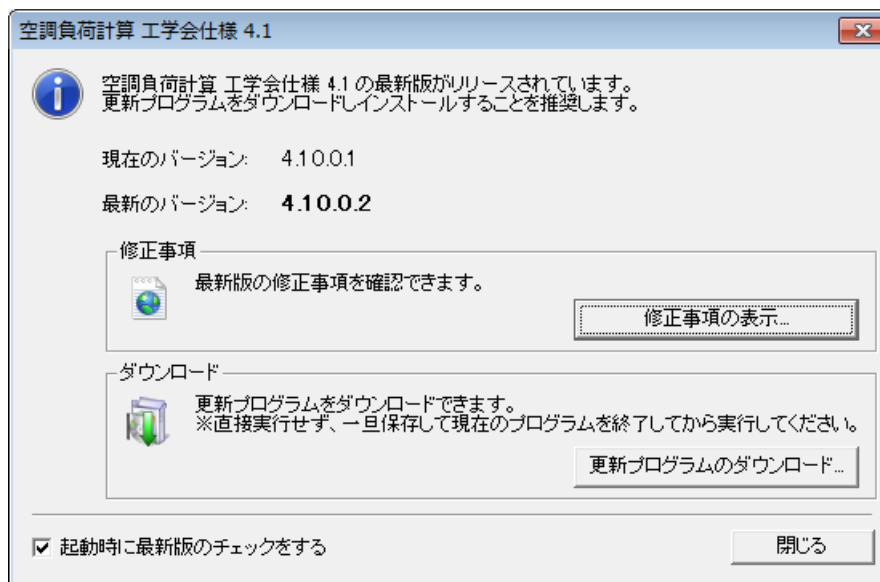 空調負荷計算 工学会仕様 4.1
空調負荷計算 工学会仕様 4.1 の最新版がリリースされています。
更新プログラムをダウンロードしインストールすることを推奨します。
現在のバージョン: 4.1 0.0.1
最新のバージョン: 4.1 0.0.2
修正事項
最新版の修正事項を確認できます。
修正事項の表示...
ダウンロード
更新プログラムをダウンロードできます。
※直接実行せず、一旦保存して現在のプログラムを終了してから実行してください。
更新プログラムのダウンロード...
起動時に最新版のチェックをする
閉じる